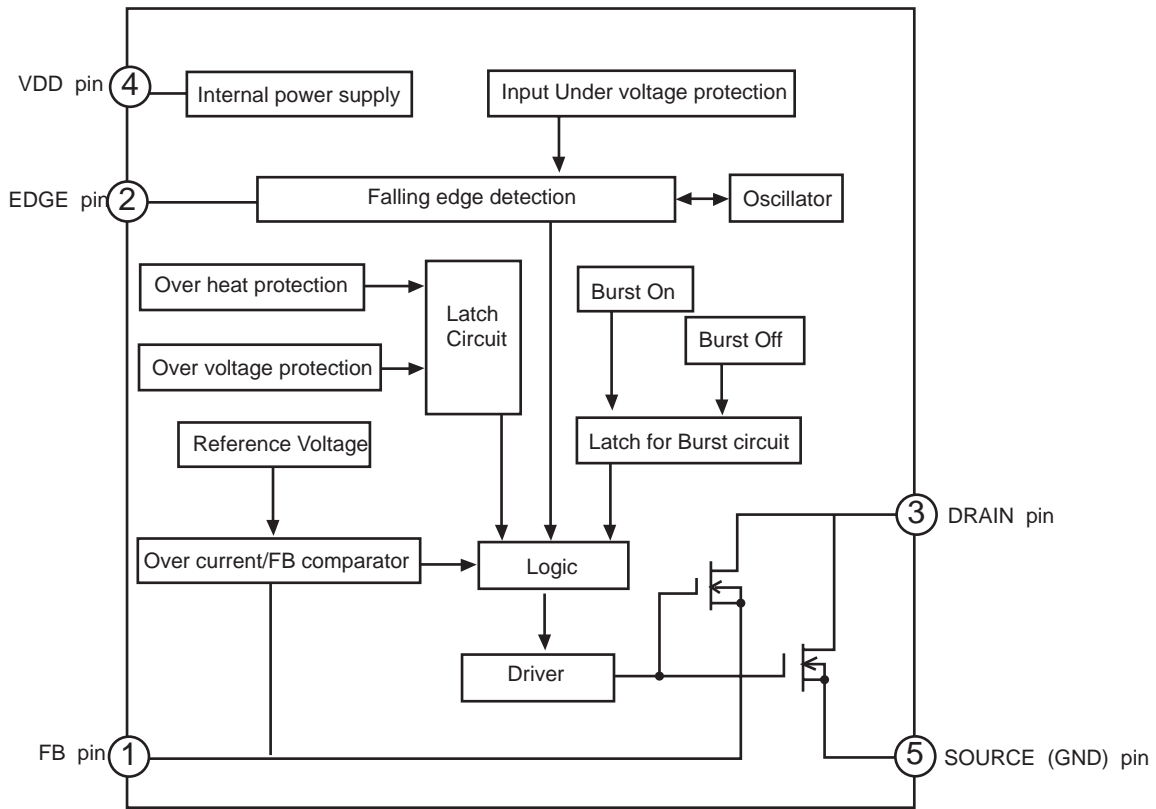 VDD pin
4
Internal power supply
Input Under voltage protection
EDGE pin
2
Falling edge detection
Oscillator
Over heat protection
Latch
Circuit
Burst On
Burst Off
Over voltage protection
Reference Voltage
Latch for Burst circuit
3
DRAIN pin
Over current/FB comparator
Logic
Driver
FB pin
1
5
SOURCE (GND) pin